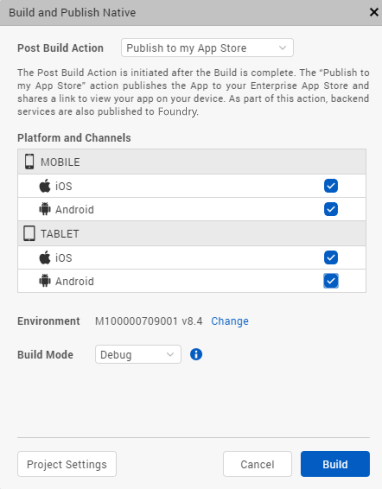 Build and Publish Native
Post Build Action Publish to my App Store
The Post Build Action is initiated after the Build is complete. The “Publish to
my App Store” action publishes the App to your Enterprise App Store and
shares a link to view your app on your device. As part of this action, backend
services are also published to Foundry.
Platform and Channels
MOBILE
iOS
Android
TABLET
iOS
Android
Environment M100000709001 v8.4 Change
Build Mode Debug
Project Settings Cancel Build